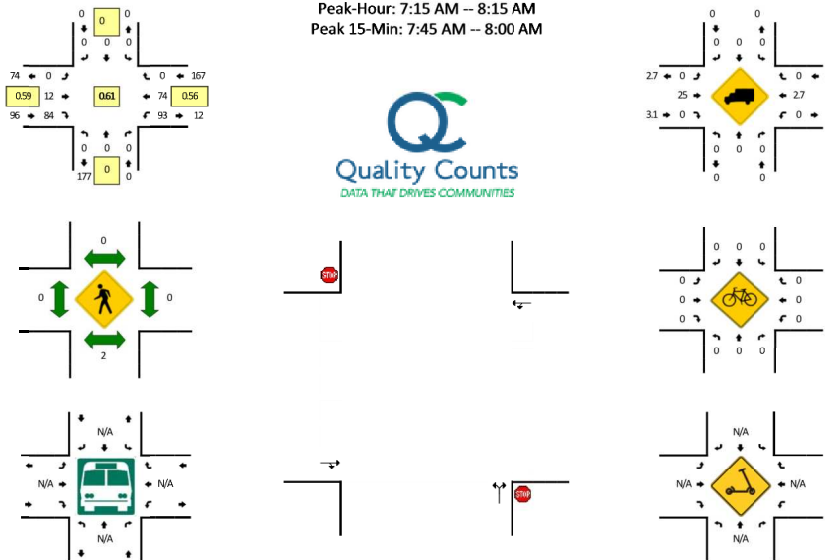 Peak-Hour: 7:15 AM -- 8:15 AM
Peak 15-Min: 7:45 AM -- 8:00 AM
0 0 0
0 0 0
74 0 0 167
0.59 12 0.61 74 0.56
96 84 93 12
0 0 0
177 0 0
0 0
0 0 0
2.7 0 0 0
25 2.7
3.1 0 0 0
0 0 0
0 0
QC
Quality Counts
DATA THAT DRIVES COMMUNITIES
0
0 0
2
STOP
0 0 0
0 0
0 0
0 0
0 0 0
N/A
N/A N/A
N/A
STOP
N/A
N/A N/A
N/A